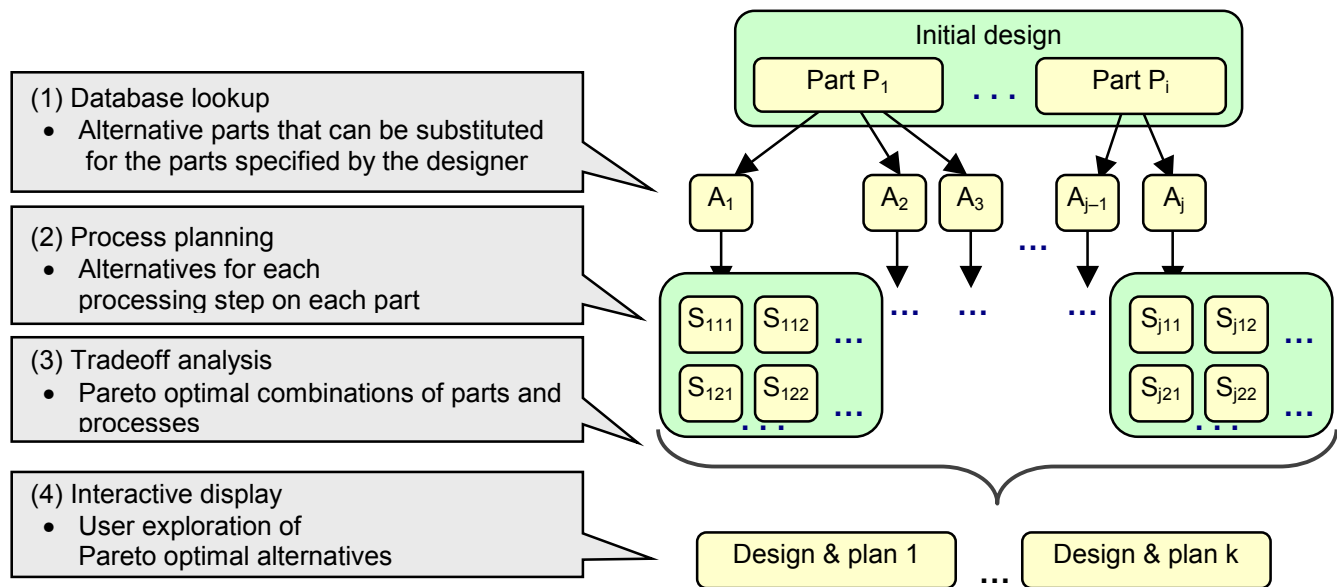 Initial design
Part P₁ ... Part Pᵢ
(1) Database lookup
• Alternative parts that can be substituted
for the parts specified by the designer
A₁ A₂ A₃ ... Aⱼ₋₁ Aⱼ
(2) Process planning
• Alternatives for each
processing step on each part
S₁₁₁ S₁₁₂ ... ... ... ... Sⱼ₁₁ Sⱼ₁₂ ...
(3) Tradeoff analysis
• Pareto optimal combinations of parts and
processes
S₁₂₁ S₁₂₂ ... Sⱼ₂₁ Sⱼ₂₂ ...
... ...
(4) Interactive display
• User exploration of
Pareto optimal alternatives
Design & plan 1 ... Design & plan k